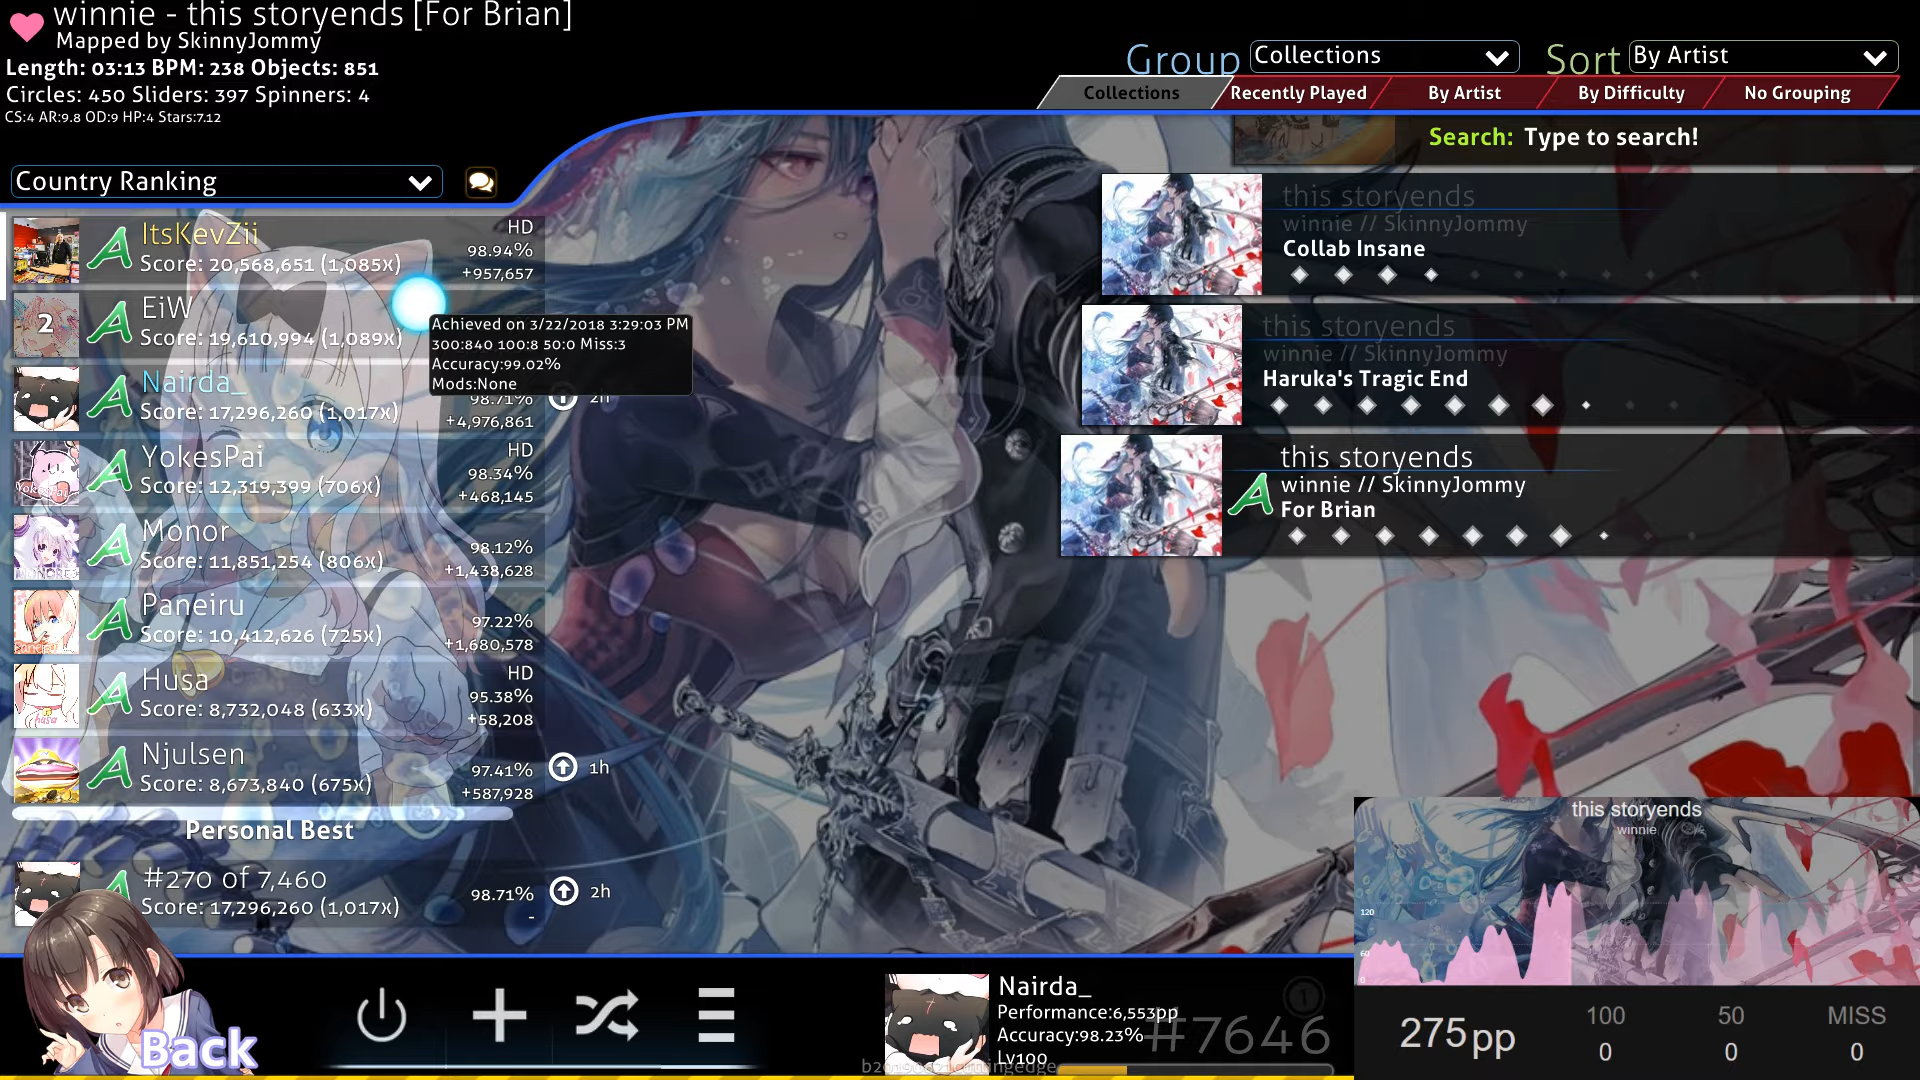 winnie - this storyends [For Brian]
Mapped by SkinnyJommy
Length: 03:13 BPM: 238 Objects: 851
Circles: 450 Sliders: 397 Spinners: 4
CS:4 AR:9.8 OD:9 HP:4 Stars:7.12
Group Collections
Sort By Artist
Collections Recently Played By Artist By Difficulty No Grouping
Search: Type to search!
Country Ranking
ItsKevZii
Score: 20,568,651 (1,085x)
HD
98.94%
+957,657
2
EiW
Score: 19,610,994 (1,089x)
Achieved on 3/22/2018 3:29:03 PM
300:840 100:8 50:0 Miss:3
Accuracy:99.02%
Mods:None
Nairda_
Score: 17,296,260 (1,017x)
98.71%
+4,976,861
2h
YokesPai
Score: 12,319,399 (706x)
HD
98.34%
+468,145
Monor
Score: 11,851,254 (806x)
98.12%
+1,438,628
Paneiru
Score: 10,412,626 (725x)
97.22%
+1,680,578
Husa
Score: 8,732,048 (633x)
HD
95.38%
+58,208
Njulsen
Score: 8,673,840 (675x)
97.41%
+587,928
1h
Personal Best
#270 of 7,460
Score: 17,296,260 (1,017x)
98.71%
-
2h
this storyends
winnie // SkinnyJommy
Collab Insane
this storyends
winnie // SkinnyJommy
Haruka's Tragic End
this storyends
winnie // SkinnyJommy
For Brian
Back
Nairda_
Performance:6,553pp
Accuracy:98.23%
Lv100
#7646
this storyends
winnie
120
60
0
275pp
100 50 MISS
0 0 0